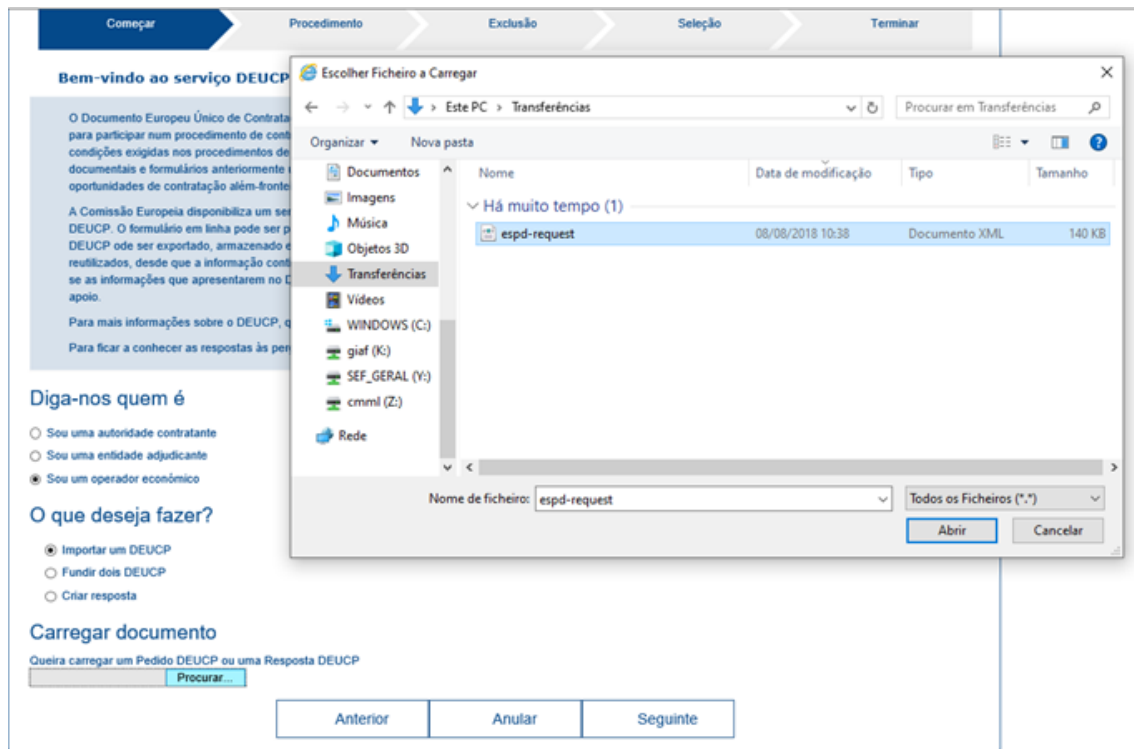 Começar
Procedimento
Exclusão
Seleção
Terminar
Bem-vindo ao serviço DEUCP
O Documento Europeu Único de Contrata
para participar num procedimento de cont
condições exigidas nos procedimentos de
documentais e formulários anteriormente
oportunidades de contratação além-fronte
A Comissão Europeia disponibiliza um ser
DEUCP. O formulário em linha pode ser p
DEUCP ode ser exportado, armazenado e
reutilizados, desde que a informação conti
se as informações que apresentarem no D
apoio.
Para mais informações sobre o DEUCP, q
Para ficar a conhecer as respostas às per
Escolher Ficheiro a Carregar
Este PC > Transferências
Procurar em Transferências
Organizar
Nova pasta
Documentos
Imagens
Música
Objetos 3D
Transferências
Vídeos
WINDOWS (C:)
giaf (K:)
SEF_GERAL (Y:)
cmml (Z:)
Rede
Nome
Data de modificação
Tipo
Tamanho
Há muito tempo (1)
espd-request
08/08/2018 10:38
Documento XML
140 KB
Nome de ficheiro:
espd-request
Todos os Ficheiros (*.*)
Abrir
Cancelar
Diga-nos quem é
Sou uma autoridade contratante
Sou uma entidade adjudicante
Sou um operador económico
O que deseja fazer?
Importar um DEUCP
Fundir dois DEUCP
Criar resposta
Carregar documento
Queira carregar um Pedido DEUCP ou uma Resposta DEUCP
Procurar...
Anterior
Anular
Seguinte